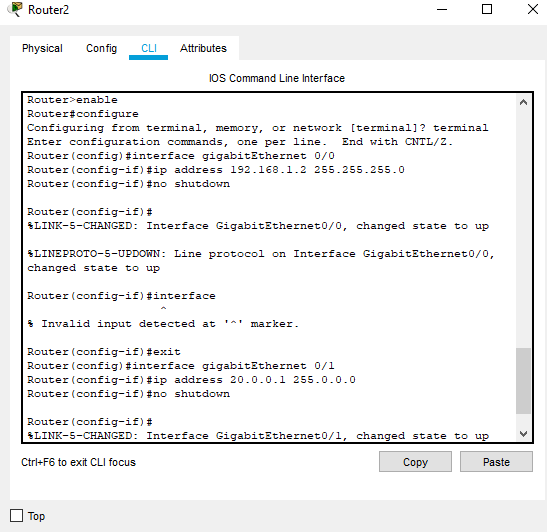 Router2
Physical Config CLI Attributes
IOS Command Line Interface
Router>enable
Router#configure
Configuring from terminal, memory, or network [terminal]? terminal
Enter configuration commands, one per line.  End with CNTL/Z.
Router(config)#interface gigabitEthernet 0/0
Router(config-if)#ip address 192.168.1.2 255.255.255.0
Router(config-if)#no shutdown
Router(config-if)#
%LINK-5-CHANGED: Interface GigabitEthernet0/0, changed state to up
%LINEPROTO-5-UPDOWN: Line protocol on Interface GigabitEthernet0/0,
changed state to up
Router(config-if)#interface
^
% Invalid input detected at '^' marker.
Router(config-if)#exit
Router(config)#interface gigabitEthernet 0/1
Router(config-if)#ip address 20.0.0.1 255.0.0.0
Router(config-if)#no shutdown
Router(config-if)#
%LINK-5-CHANGED: Interface GigabitEthernet0/1, changed state to up
Ctrl+F6 to exit CLI focus Copy Paste
Top